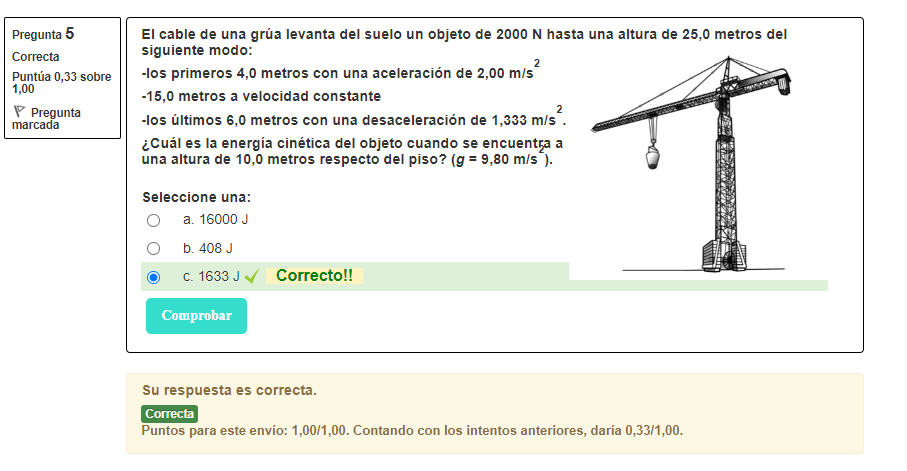 Pregunta 5
Correcta
Puntúa 0,33 sobre
1,00
Pregunta
marcada
El cable de una grúa levanta del suelo un objeto de 2000 N hasta una altura de 25,0 metros del
siguiente modo:
-los primeros 4,0 metros con una aceleración de 2,00 m/s²
-15,0 metros a velocidad constante
-los últimos 6,0 metros con una desaceleración de 1,333 m/s².
¿Cuál es la energía cinética del objeto cuando se encuentra a
una altura de 10,0 metros respecto del piso? (g = 9,80 m/s²).
Seleccione una:
a. 16000 J
b. 408 J
c. 1633 J Correcto!!
Comprobar
Su respuesta es correcta.
Correcta
Puntos para este envío: 1,00/1,00. Contando con los intentos anteriores, daría 0,33/1,00.